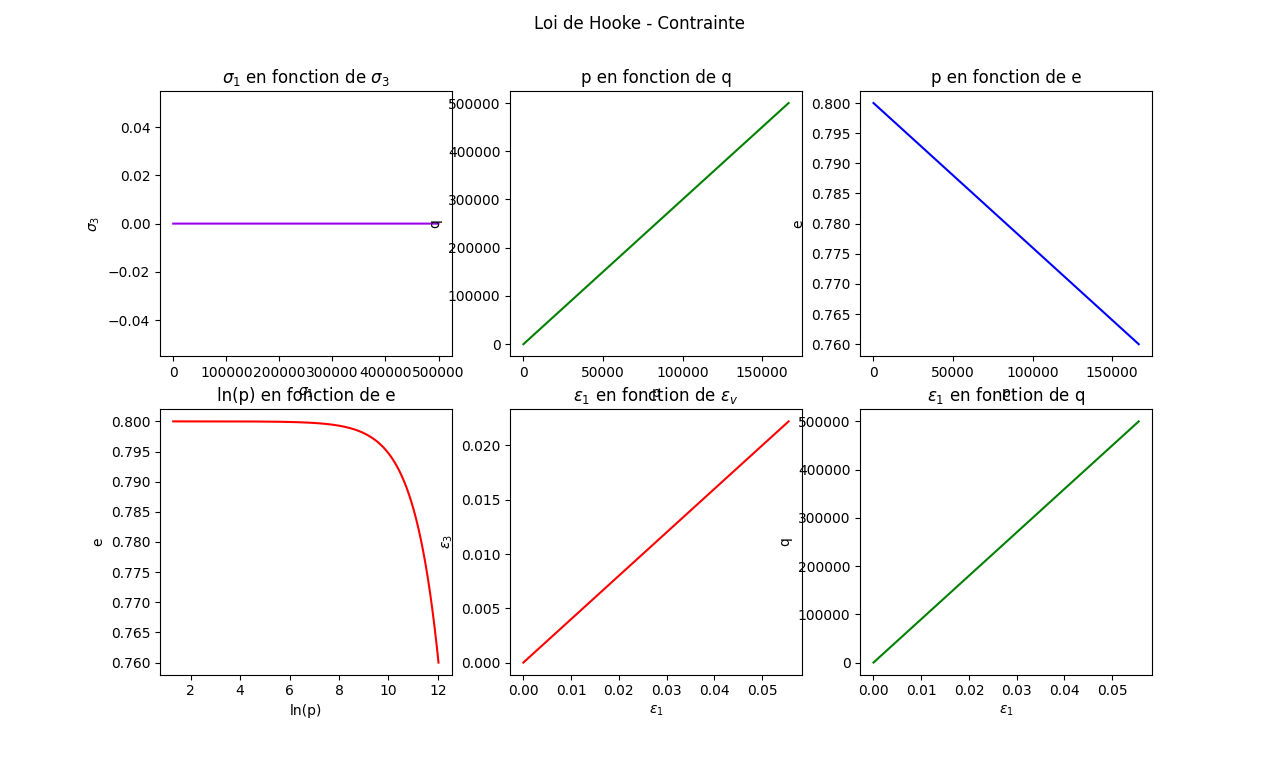 Loi de Hooke - Contrainte
σ₁ en fonction de σ₃
p en fonction de q
p en fonction de e
0.04
0.02
0.00
−0.02
−0.04
σ₃
0 100000 200000 300000 400000 500000
σ₁
500000
400000
300000
200000
100000
0
q
0 50000 100000 150000
p
0.800
0.795
0.790
0.785
0.780
0.775
0.770
0.765
0.760
e
0 50000 100000 150000
p
ln(p) en fonction de e
ε₁ en fonction de εᵥ
ε₁ en fonction de q
0.800
0.795
0.790
0.785
0.780
0.775
0.770
0.765
0.760
e
2 4 6 8 10 12
ln(p)
0.020
0.015
0.010
0.005
0.000
ε₃
0.00 0.01 0.02 0.03 0.04 0.05
ε₁
500000
400000
300000
200000
100000
0
q
0.00 0.01 0.02 0.03 0.04 0.05
ε₁